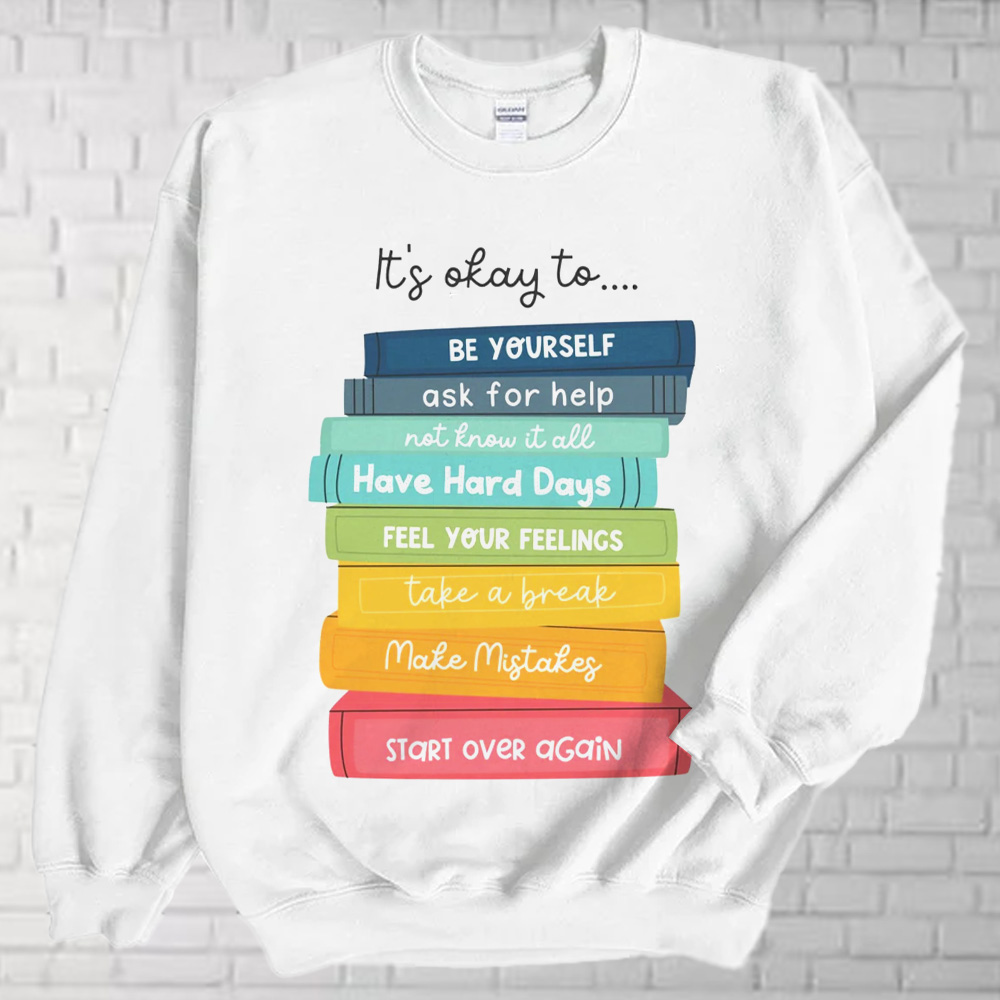 GILDAN
It's okay to....
BE YOURSELF
ask for help
not know it all
Have Hard Days
FEEL YOUR FEELINGS
take a break
Make Mistakes
START OVER AGAIN